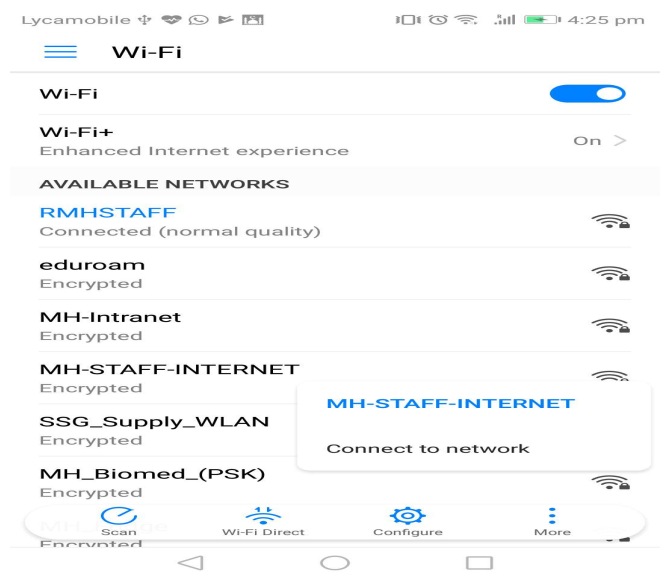 Lycamobile 4:25 pm
Wi-Fi
Wi-Fi
Wi-Fi+
Enhanced Internet experience
On
AVAILABLE NETWORKS
RMHSTAFF
Connected (normal quality)
eduroam
Encrypted
MH-Intranet
Encrypted
MH-STAFF-INTERNET
Encrypted
MH-STAFF-INTERNET
Connect to network
SSG_Supply_WLAN
Encrypted
MH_Biomed_(PSK)
Encrypted
Scan Wi-Fi Direct Configure More
Encrypted